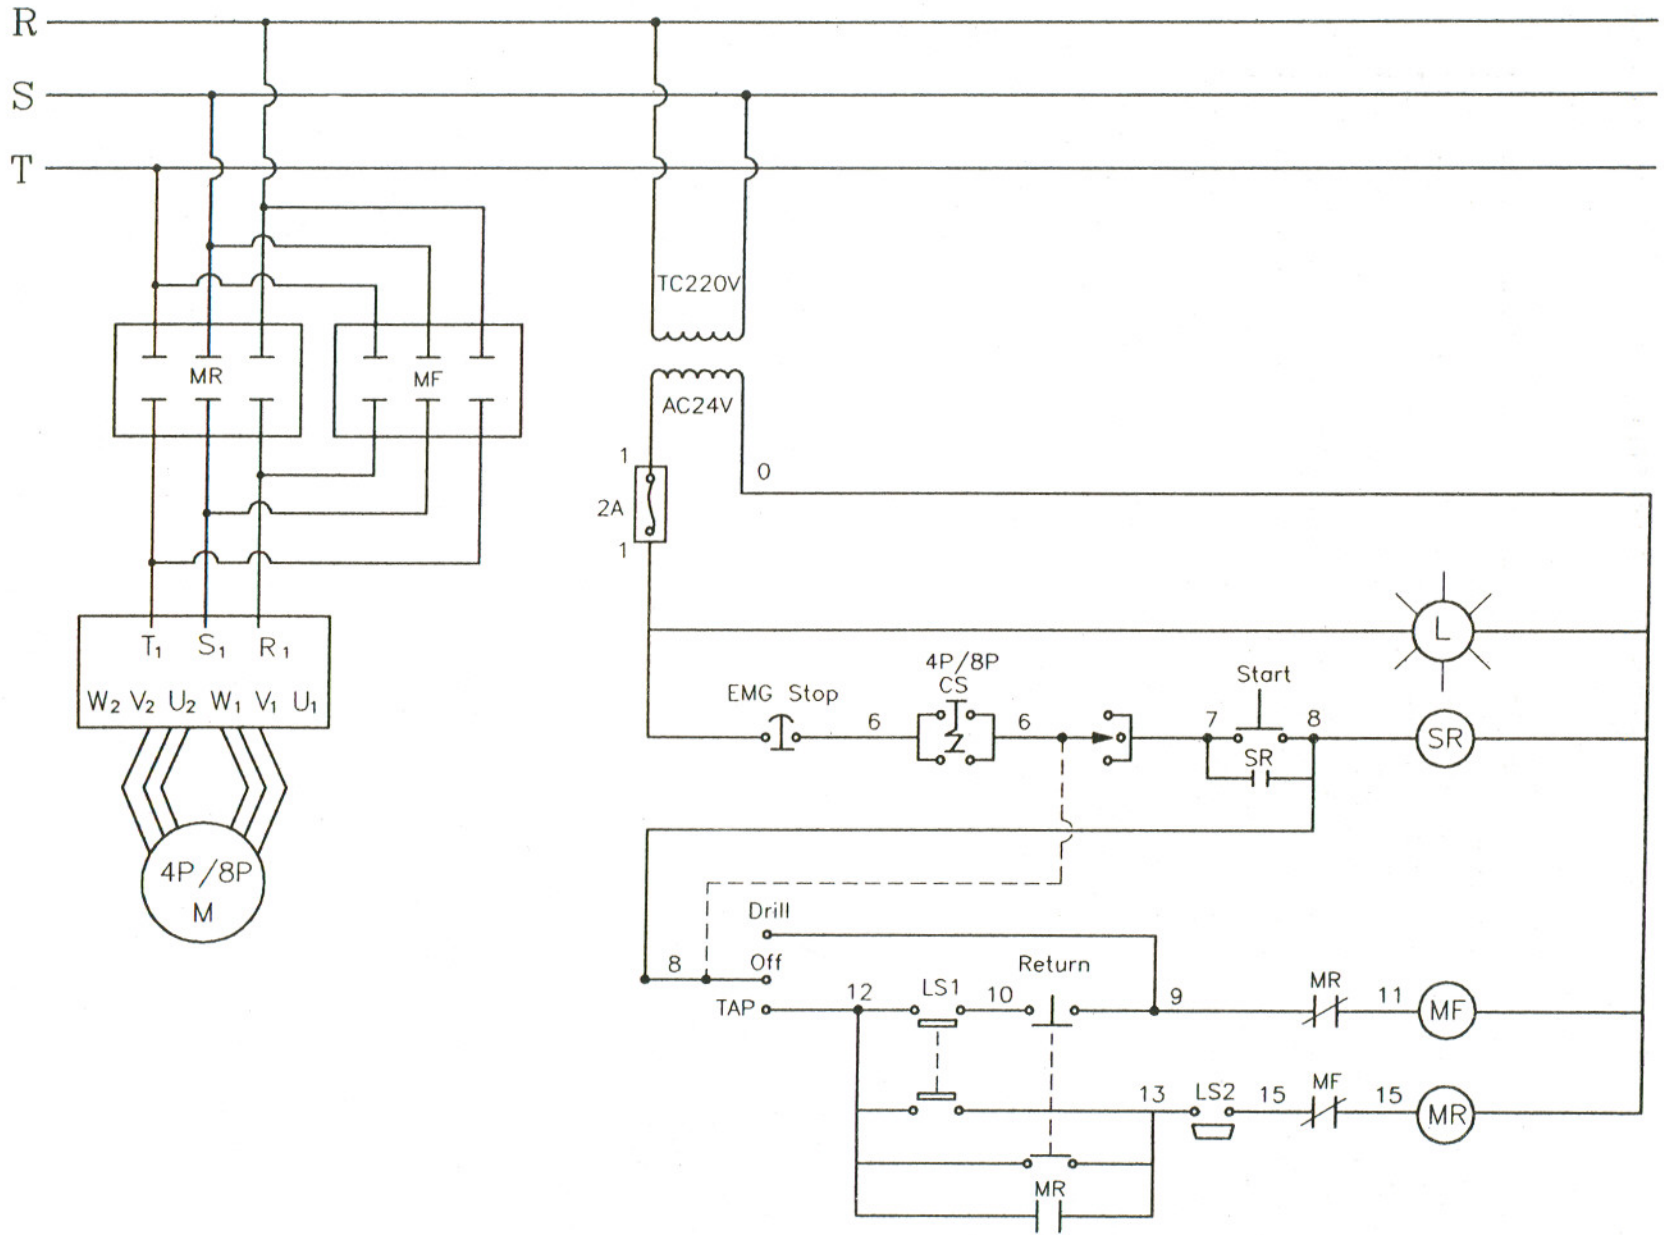 R
S
T
TC220V
MR
MF
AC24V
1
0
2A
1
L
T₁ S₁ R₁
4P/8P
CS
Start
EMG Stop
W₂ V₂ U₂ W₁ V₁ U₁
6
6
7
8
SR
SR
4P/8P
M
Drill
8
Off
Return
TAP
12
LS1
10
9
MR
11
MF
13
LS2
15
MF
15
MR
MR